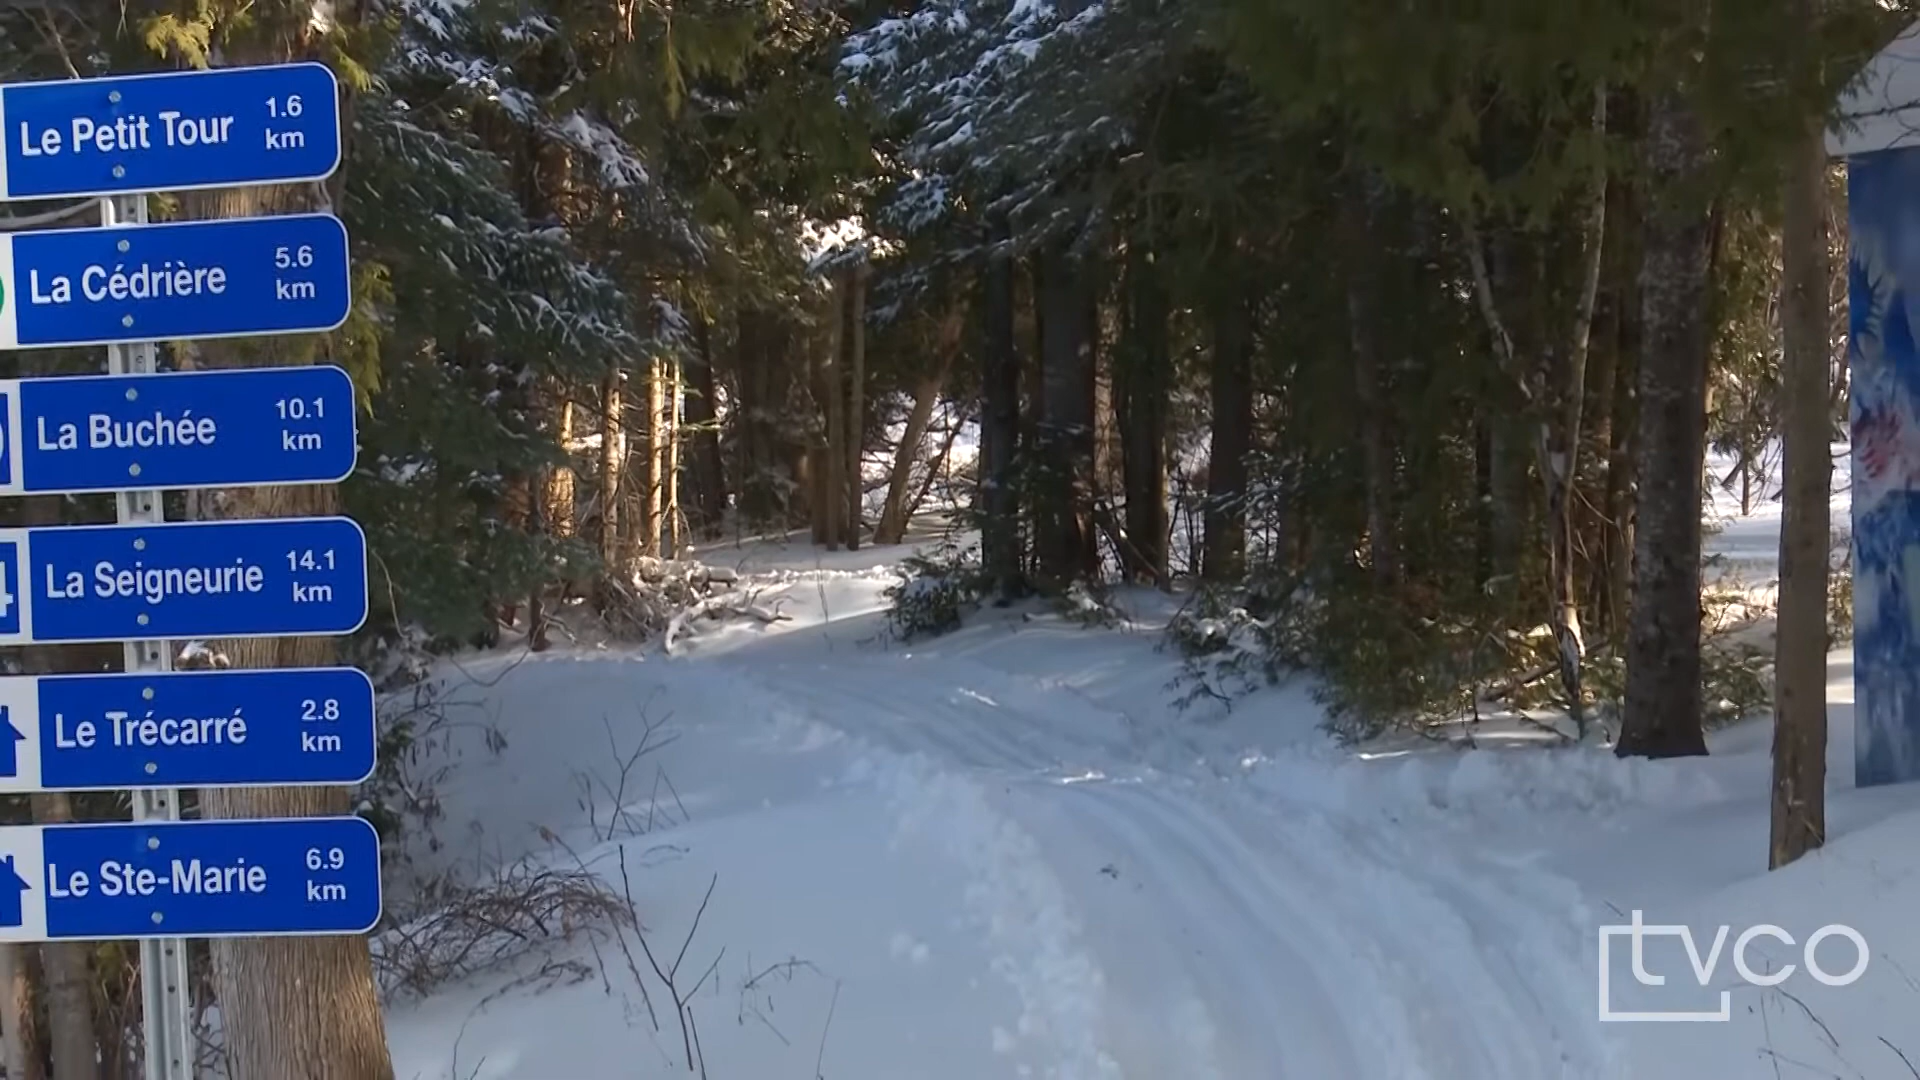 Le Petit Tour 1.6 km
La Cédrière 5.6 km
La Buchée 10.1 km
4 La Seigneurie 14.1 km
Le Trécarré 2.8 km
Le Ste-Marie 6.9 km
tvco